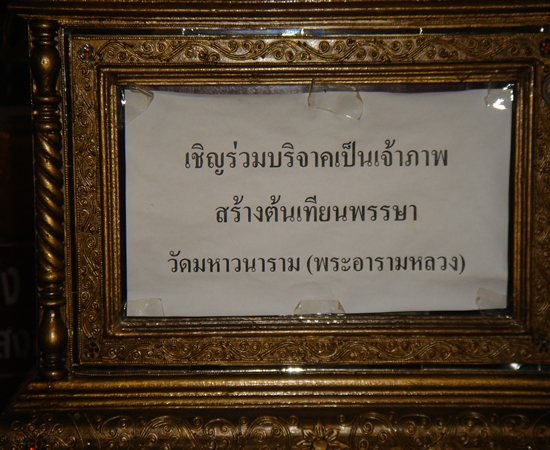 เชิญร่วมบริจาคเป็นเจ้าภาพ
สร้างต้นเทียนพรรษา
วัดมหาวนาราม (พระอารามหลวง)